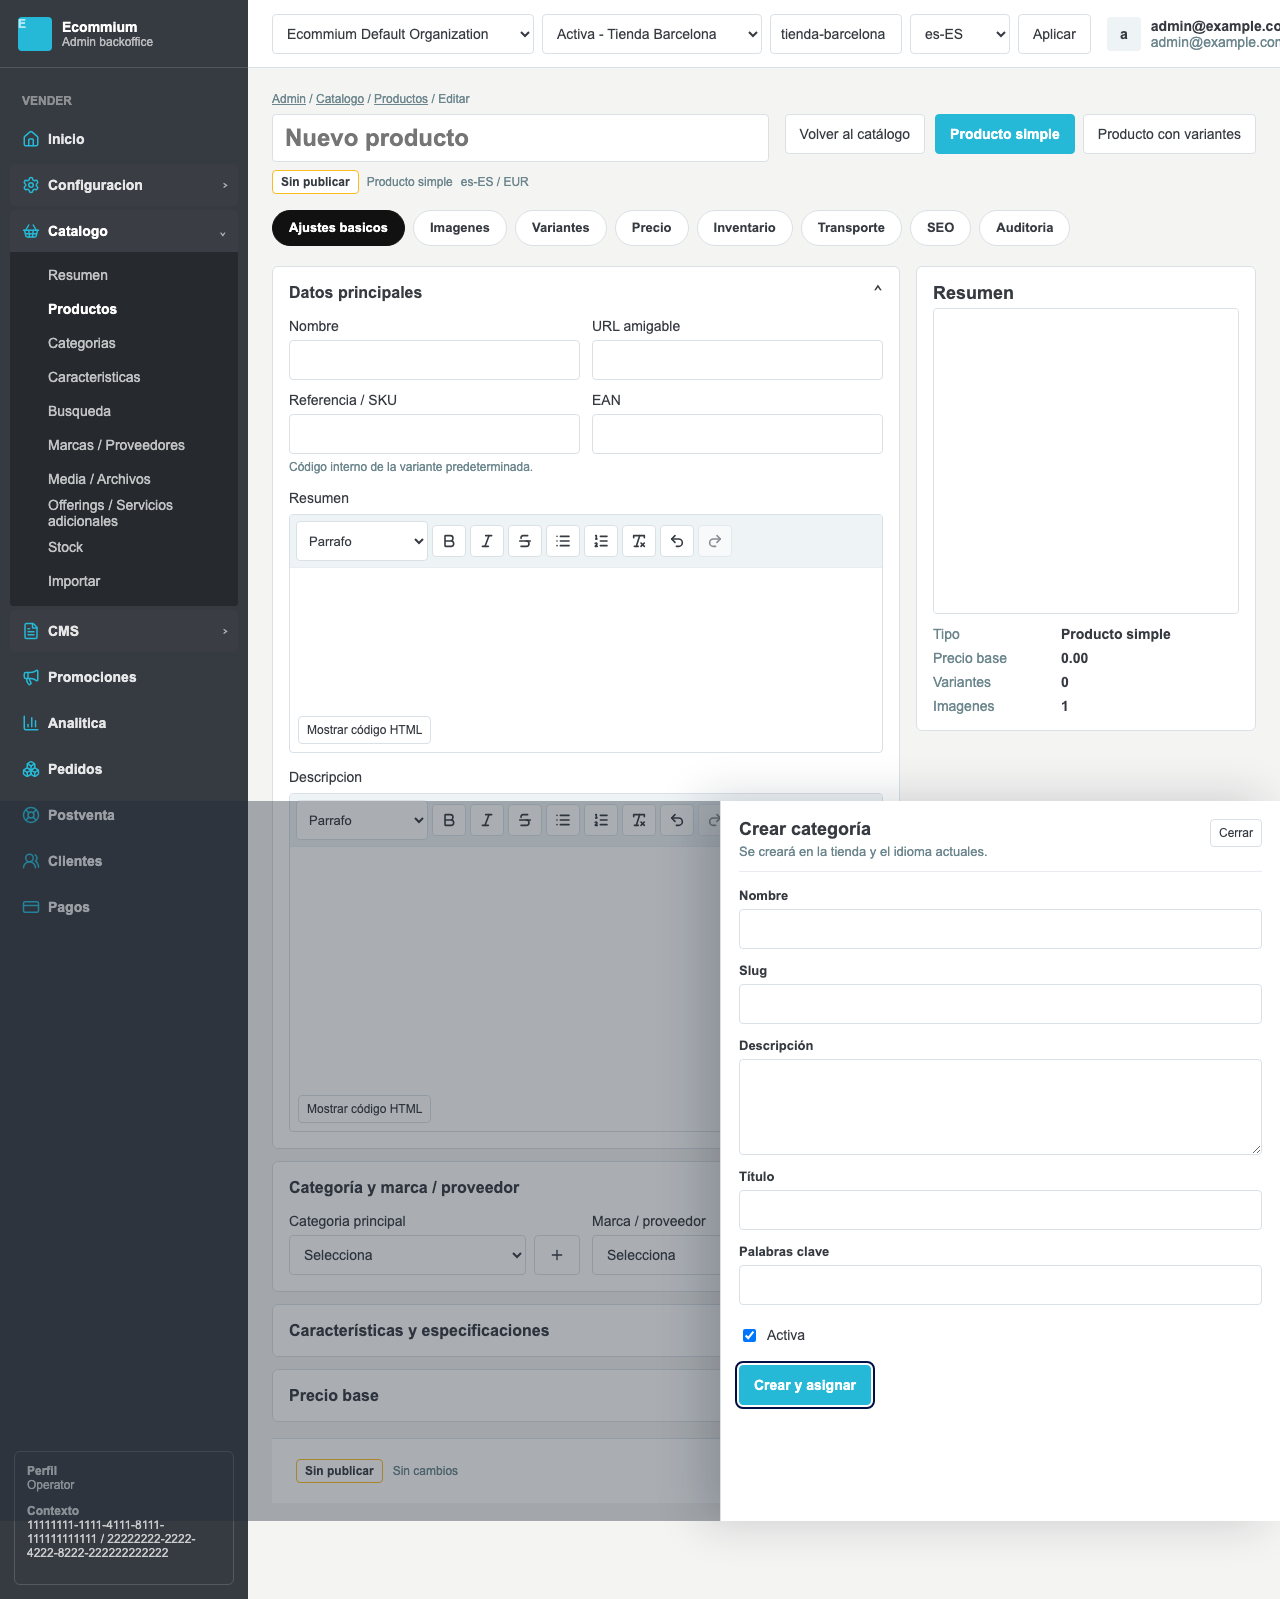 E
Ecommium
Admin backoffice
Ecommium Default Organization
Activa - Tienda Barcelona
tienda-barcelona
es-ES
Aplicar
a
admin@example.co
admin@example.con
VENDER
Inicio
Configuracion
Catalogo
Resumen
Productos
Categorias
Caracteristicas
Busqueda
Marcas / Proveedores
Media / Archivos
Offerings / Servicios
adicionales
Stock
Importar
CMS
Promociones
Analitica
Pedidos
Postventa
Clientes
Pagos
Perfil
Operator
Contexto
11111111-1111-4111-8111-
111111111111 / 22222222-2222-
4222-8222-222222222222
Admin / Catalogo / Productos / Editar
Nuevo producto
Volver al catálogo
Producto simple
Producto con variantes
Sin publicar
Producto simple
es-ES / EUR
Ajustes basicos
Imagenes
Variantes
Precio
Inventario
Transporte
SEO
Auditoria
Datos principales
Nombre
URL amigable
Referencia / SKU
EAN
Código interno de la variante predeterminada.
Resumen
Parrafo
Mostrar código HTML
Descripcion
Parrafo
Mostrar código HTML
Categoría y marca / proveedor
Categoria principal
Marca / proveedor
Selecciona
+
Selecciona
Características y especificaciones
Precio base
Sin publicar
Sin cambios
Resumen
Tipo
Producto simple
Precio base
0.00
Variantes
0
Imagenes
1
Crear categoría
Cerrar
Se creará en la tienda y el idioma actuales.
Nombre
Slug
Descripción
Título
Palabras clave
Activa
Crear y asignar